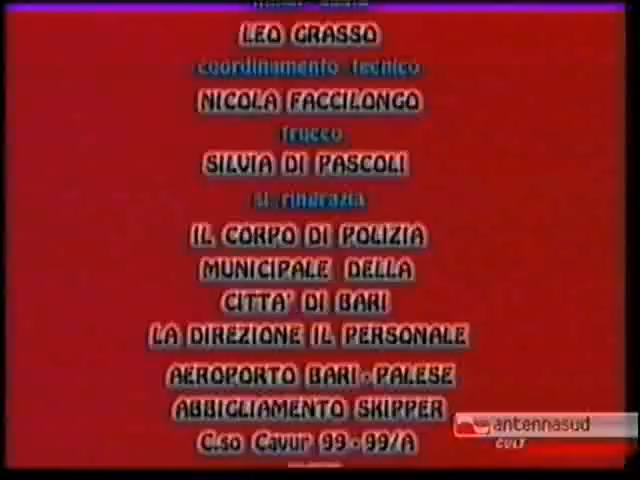 LEO GRASSO
coordinamento tecnico
NICOLA FACCILONGO
trucco
SILVIA DI PASCOLI
si ringrazia
IL CORPO DI POLIZIA
MUNICIPALE DELLA
CITTA' DI BARI
LA DIREZIONE IL PERSONALE
AEROPORTO BARI-PALESE
ABBIGLIAMENTO SKIPPER
C.so Cavur 99-99/A
antennasud
CULT